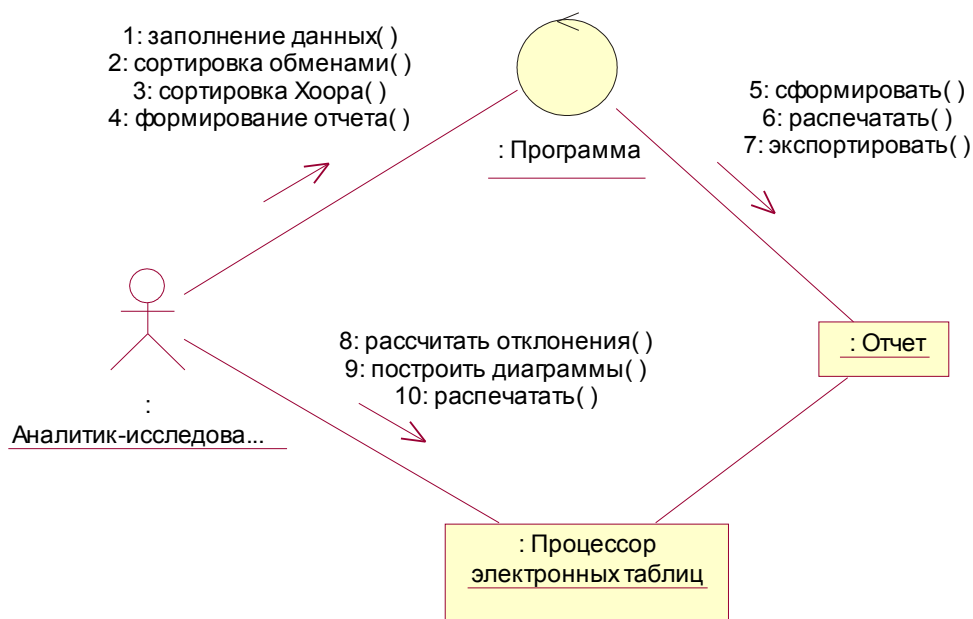 1: заполнение данных( )
2: сортировка обменами( )
3: сортировка Хоора( )
4: формирование отчета( )
: Программа
5: сформировать( )
6: распечатать( )
7: экспортировать( )
:
Аналитик-исследова...
8: рассчитать отклонения( )
9: построить диаграммы( )
10: распечатать( )
: Отчет
: Процессор
электронных таблиц